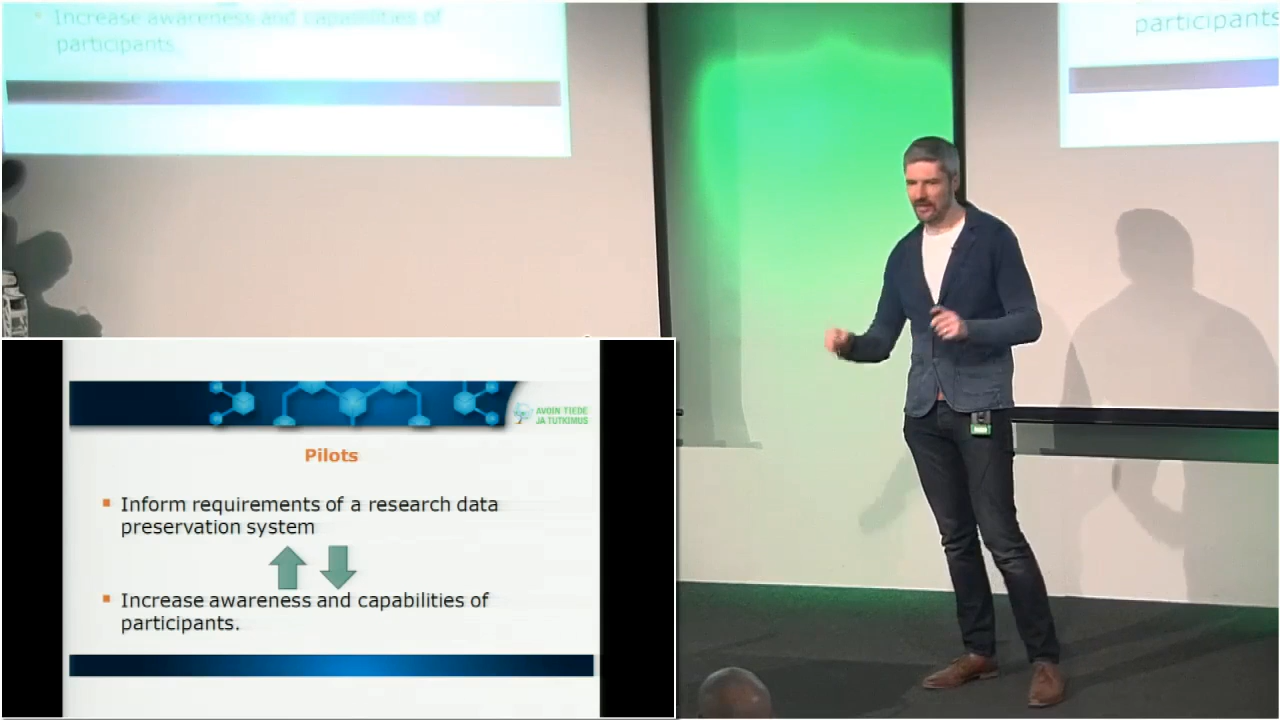 Increase awareness and capabilities of
participants.
participants
AVOIN TIEDE
JA TUTKIMUS
Pilots
Inform requirements of a research data
preservation system
Increase awareness and capabilities of
participants.